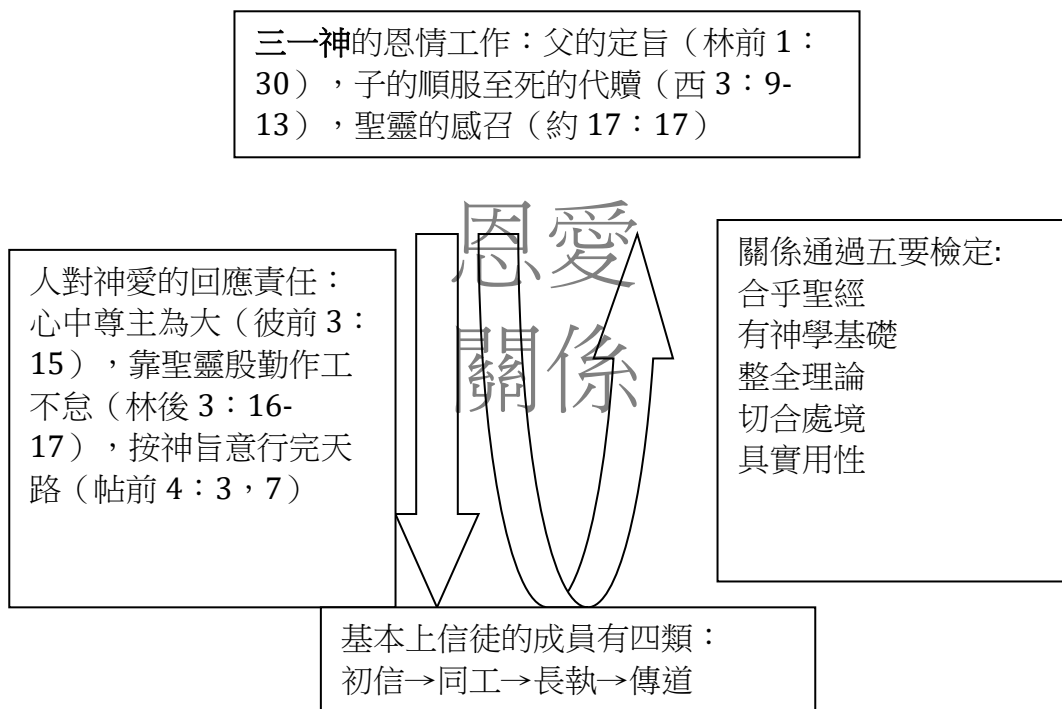 三一神的恩情工作：父的定旨（林前 1：
30），子的順服至死的代贖（西 3：9-
13），聖靈的感召（約 17：17）
恩愛
關係
人對神愛的回應責任：
心中尊主為大（彼前 3：
15），靠聖靈殷勤作工
不怠（林後 3：16-
17），按神旨意行完天
路（帖前 4：3，7）
關係通過五要檢定:
合乎聖經
有神學基礎
整全理論
切合處境
具實用性
基本上信徒的成員有四類：
初信→同工→長執→傳道